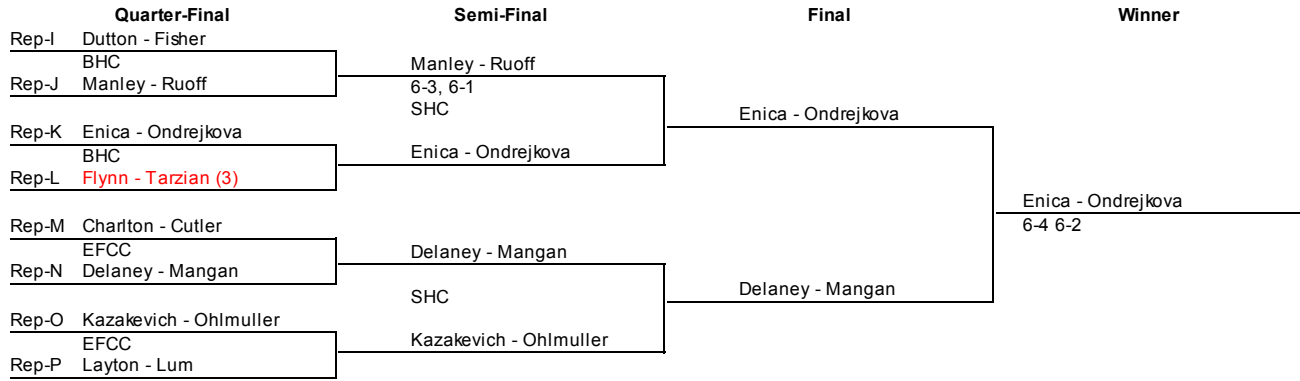 Quarter-Final Semi-Final Final Winner
Rep-I Dutton - Fisher
BHC
Rep-J Manley - Ruoff
Manley - Ruoff
6-3, 6-1
SHC
Enica - Ondrejkova
Rep-K Enica - Ondrejkova
BHC
Rep-L Flynn - Tarzian (3)
Enica - Ondrejkova
Enica - Ondrejkova
6-4 6-2
Rep-M Charlton - Cutler
EFCC
Rep-N Delaney - Mangan
Delaney - Mangan
SHC
Delaney - Mangan
Rep-O Kazakevich - Ohlmuller
EFCC
Rep-P Layton - Lum
Kazakevich - Ohlmuller